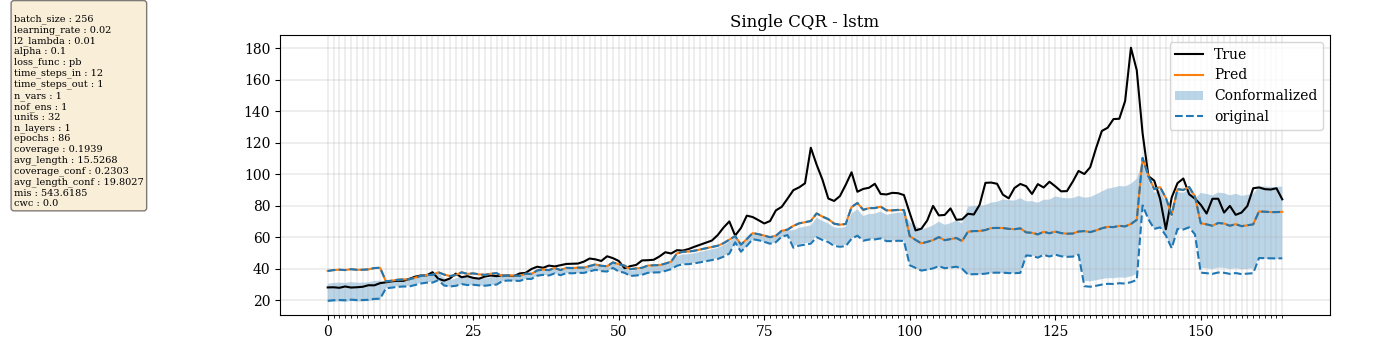 batch_size : 256
learning_rate : 0.02
l2_lambda : 0.01
alpha : 0.1
loss_func : pb
time_steps_in : 12
time_steps_out : 1
n_vars : 1
nof_ens : 1
units : 32
n_layers : 1
epochs : 86
coverage : 0.1939
avg_length : 15.5268
coverage_conf : 0.2303
avg_length_conf : 19.8027
mis : 543.6185
cwc : 0.0
Single CQR - lstm
True
Pred
Conformalized
original
180
160
140
120
100
80
60
40
20
0 25 50 75 100 125 150